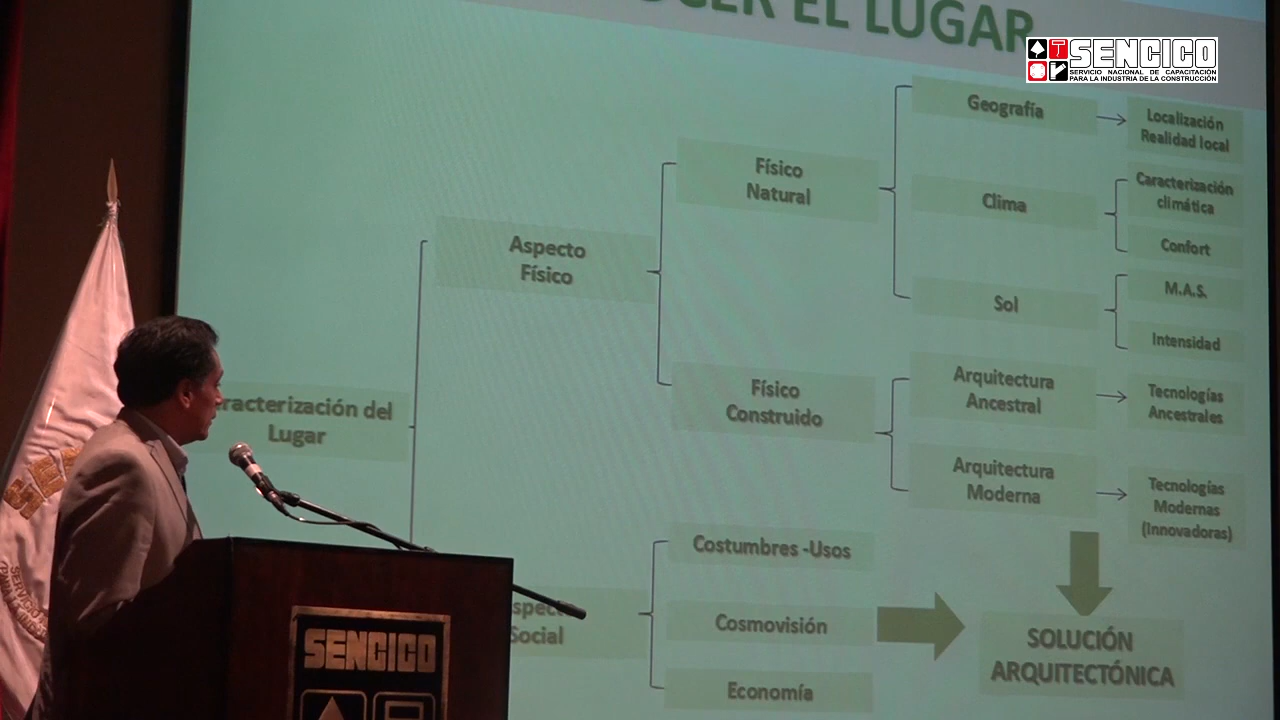 EL LUGAR
SENCICO
SERVICIO NACIONAL DE CAPACITACIÓN
PARA LA INDUSTRIA DE LA CONSTRUCCIÓN
Geografía
Localización
Realidad local
Físico
Natural
Clima
Caracterización
climática
Confort
Aspecto
Físico
Sol
M.A.S.
Intensidad
Físico
Construido
Arquitectura
Ancestral
Tecnologías
Ancestrales
del
Lugar
Arquitectura
Moderna
Tecnologías
Modernas
(Innovadoras)
Costumbres -Usos
Social
Cosmovisión
Economía
SOLUCIÓN
ARQUITECTÓNICA
SENCICO